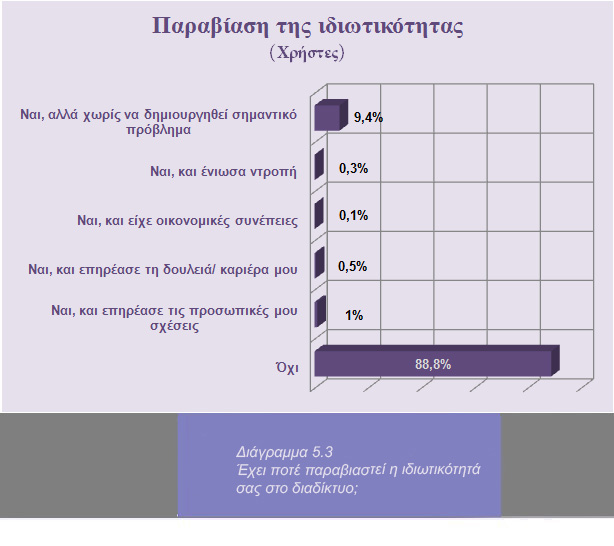 Παραβίαση της ιδιωτικότητας
(Χρήστες)
Ναι, αλλά χωρίς να δημιουργηθεί σημαντικό
πρόβλημα
9,4%
Ναι, και ένιωσα ντροπή
0,3%
Ναι, και είχε οικονομικές συνέπειες
0,1%
Ναι, και επηρέασε τη δουλειά/ καριέρα μου
0,5%
Ναι, και επηρέασε τις προσωπικές μου
σχέσεις
1%
Όχι
88,8%
Διάγραμμα 5.3
Έχει ποτέ παραβιαστεί η ιδιωτικότητά
σας στο διαδίκτυο;